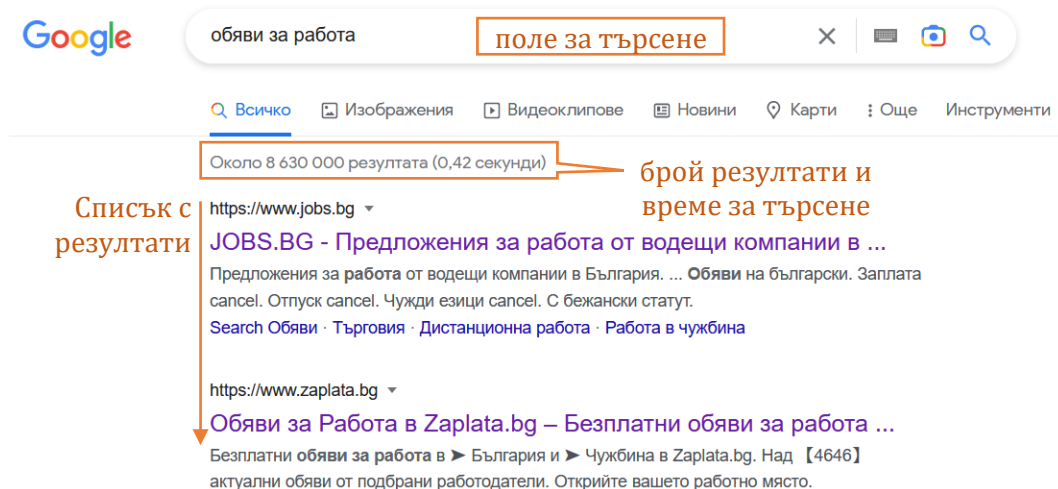 Google
обяви за работа
поле за търсене
Всичко Изображения Видеоклипове Новини Карти Още Инструменти
Около 8 630 000 резултата (0,42 секунди)
брой резултати и
време за търсене
Списък с
резултати
https://www.jobs.bg
JOBS.BG - Предложения за работа от водещи компании в ...
Предложения за работа от водещи компании в България. ... Обяви на български. Заплата
cancel. Отпуск cancel. Чужди езици cancel. С бежански статут.
Search Обяви · Търговия · Дистанционна работа · Работа в чужбина
https://www.zaplata.bg
Обяви за Работа в Zaplata.bg – Безплатни обяви за работа ...
Безплатни обяви за работа в ➤ България и ➤ Чужбина в Zaplata.bg. Над 【4646】
актуални обяви от подбрани работодатели. Открийте вашето работно място.